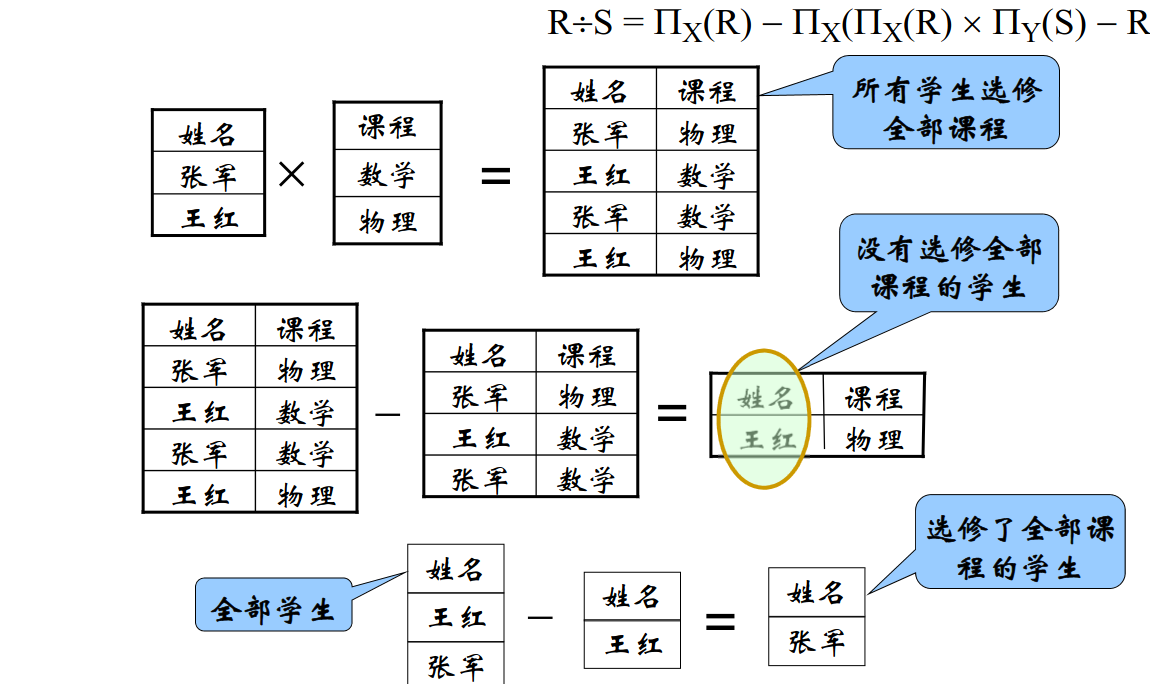 R÷S = ΠX(R) − ΠX(ΠX(R) × ΠY(S) − R
姓名
张军
王红
×
课程
数学
物理
=
姓名 课程
张军 物理
王红 数学
张军 数学
王红 物理
所有学生选修
全部课程
没有选修全部
课程的学生
姓名 课程
张军 物理
王红 数学
张军 数学
王红 物理
−
姓名 课程
张军 物理
王红 数学
张军 数学
=
姓名 课程
王红 物理
全部学生
姓名
王红
张军
−
姓名
王红
=
姓名
张军
选修了全部课
程的学生